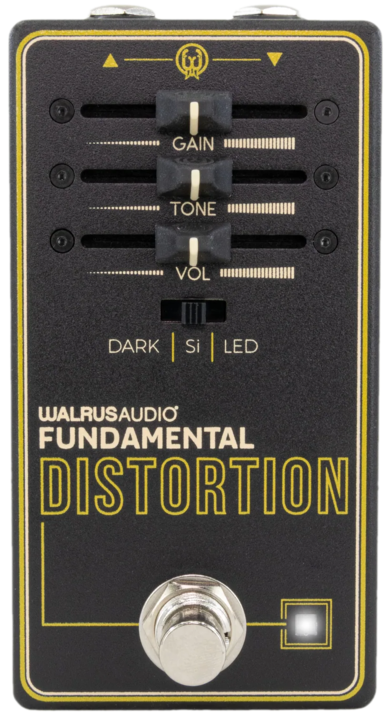 GAIN
TONE
VOL
DARK | Si | LED
WALRUSAUDIO®
FUNDAMENTAL
DISTORTION